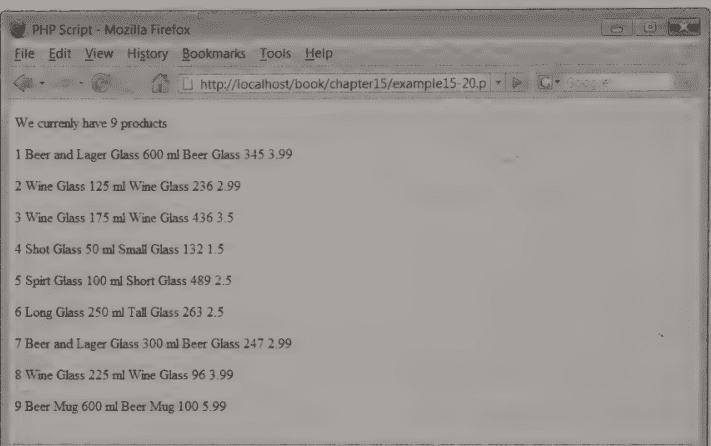 PHP Script - Mozilla Firefox
File Edit View History Bookmarks Tools Help
http://localhost/book/chapter15/example15-20.p Google
We currenly have 9 products
1 Beer and Lager Glass 600 ml Beer Glass 345 3.99
2 Wine Glass 125 ml Wine Glass 236 2.99
3 Wine Glass 175 ml Wine Glass 436 3.5
4 Shot Glass 50 ml Small Glass 132 1.5
5 Spirt Glass 100 ml Short Glass 489 2.5
6 Long Glass 250 ml Tall Glass 263 2.5
7 Beer and Lager Glass 300 ml Beer Glass 247 2.99
8 Wine Glass 225 ml Wine Glass 96 3.99
9 Beer Mug 600 ml Beer Mug 100 5.99